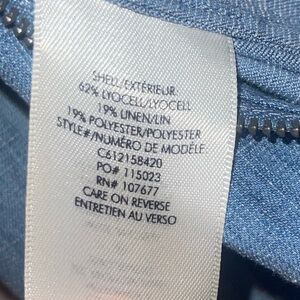 SHELL/EXTÉRIEUR:
62% LYOCELL/LYOCELL
19% LINEN/LIN
19% POLYESTER/POLYESTER
STYLE#/NUMÉRO DE MODÈLE:
C612158420
PO# 115023
RN# 107677
CARE ON REVERSE
ENTRETIEN AU VERSO